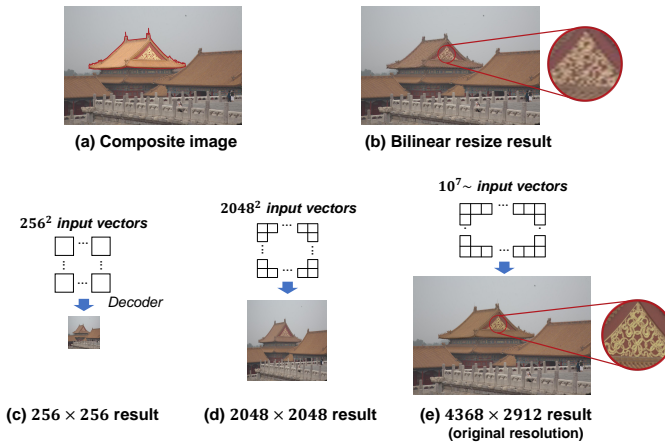 (a) Composite image
(b) Bilinear resize result
256² input vectors
2048² input vectors
10⁷~ input vectors
Decoder
(c) 256 × 256 result
(d) 2048 × 2048 result
(e) 4368 × 2912 result
(original resolution)